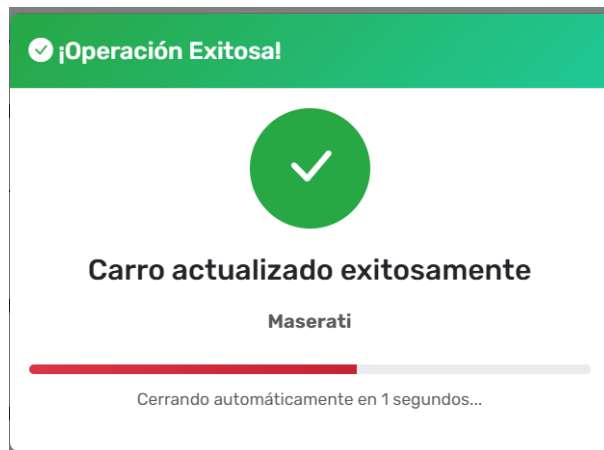 ¡Operación Exitosa!
Carro actualizado exitosamente
Maserati
Cerrando automáticamente en 1 segundos...